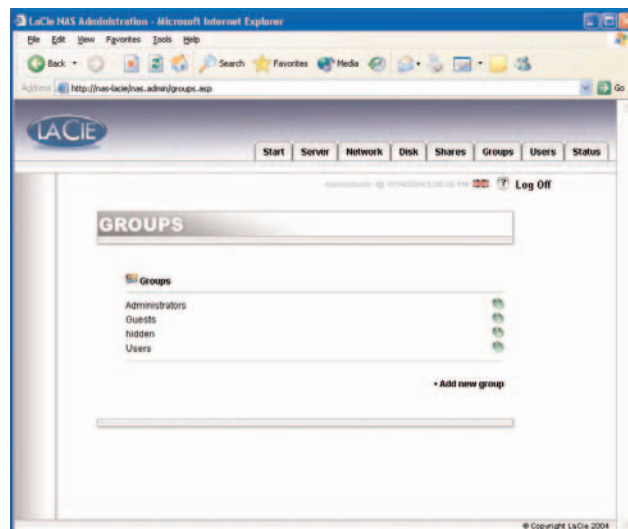 LaCie NAS Administration - Microsoft Internet Explorer
File Edit View Favorites Tools Help
Back Search Favorites Media
Address http://nas-lacie/nas.admin/groups.asp Go
LACIE
Start Server Network Disk Shares Groups Users Status
? Log Off
GROUPS
Groups
Administrators
Guests
hidden
Users
• Add new group
© Copyright LaCie 2004